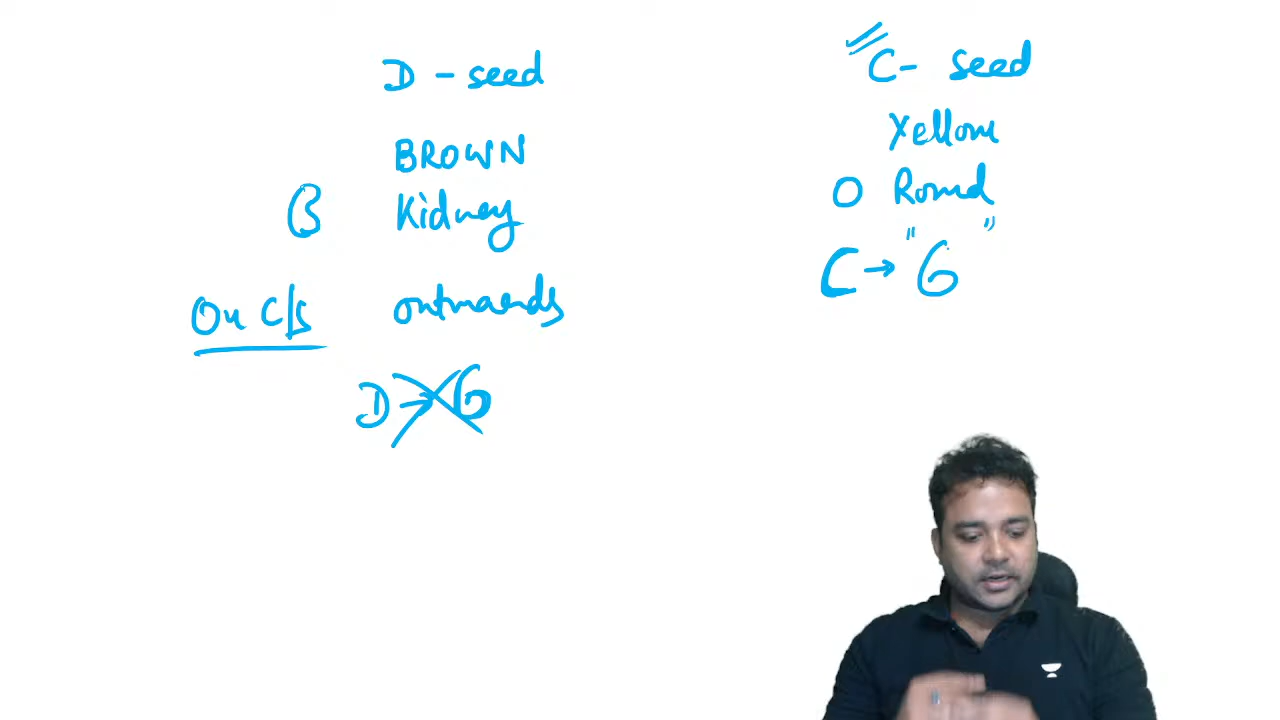 D - seed
BROWN
Kidney
On C/s outwards
D → G
C - seed
Yellow
O Round
C → "G"